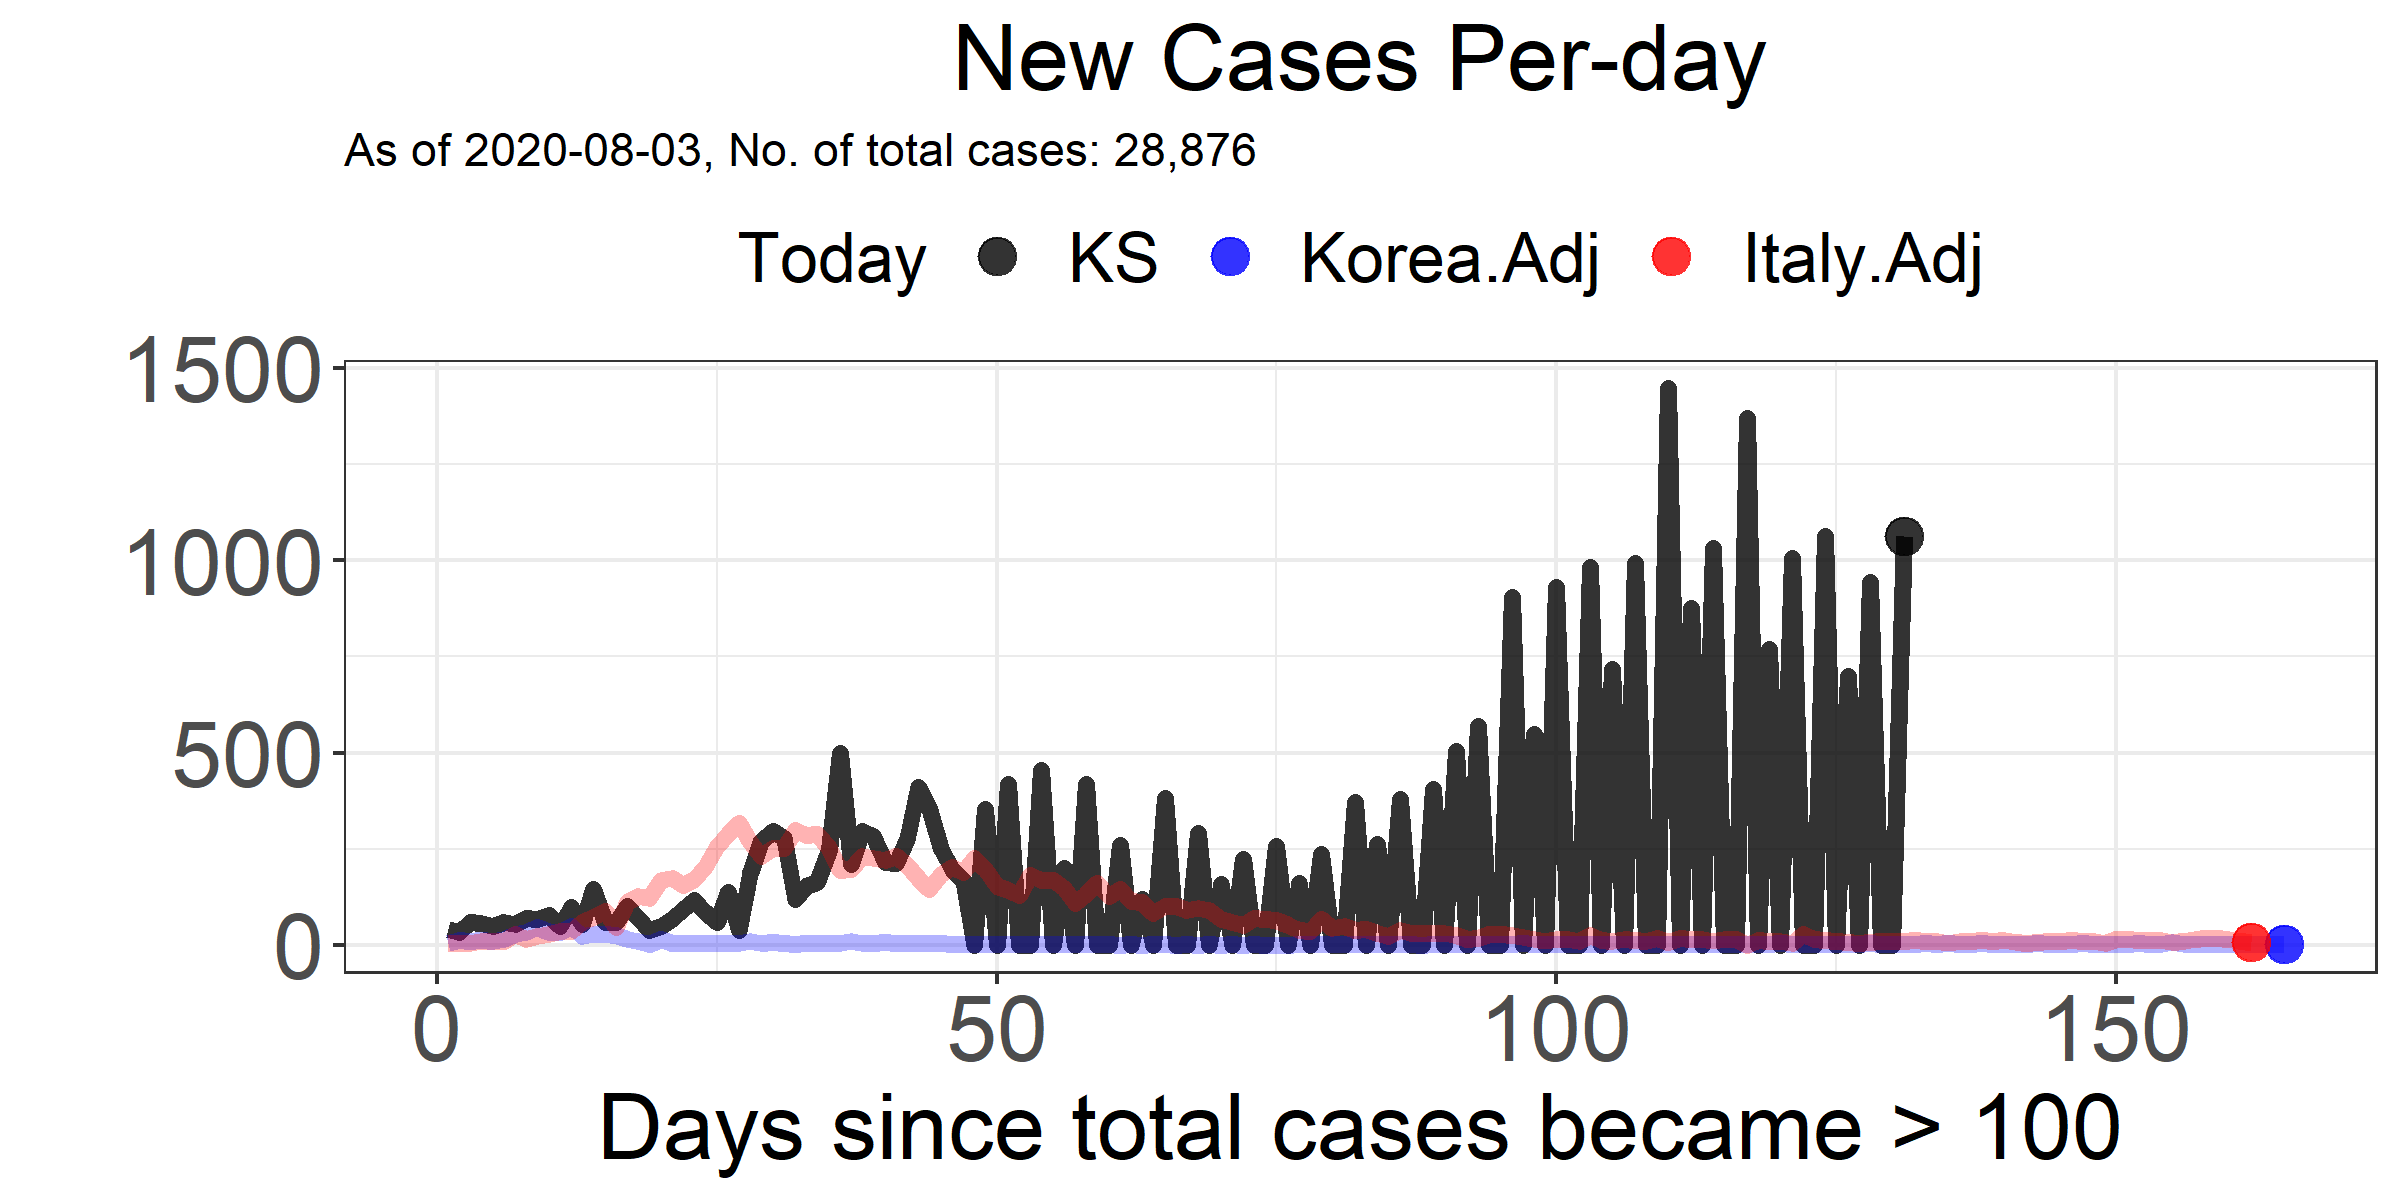 New Cases Per-day
As of 2020-08-03, No. of total cases: 28,876
Today KS Korea.Adj Italy.Adj
1500
1000
500
0
0 50 100 150
Days since total cases became > 100